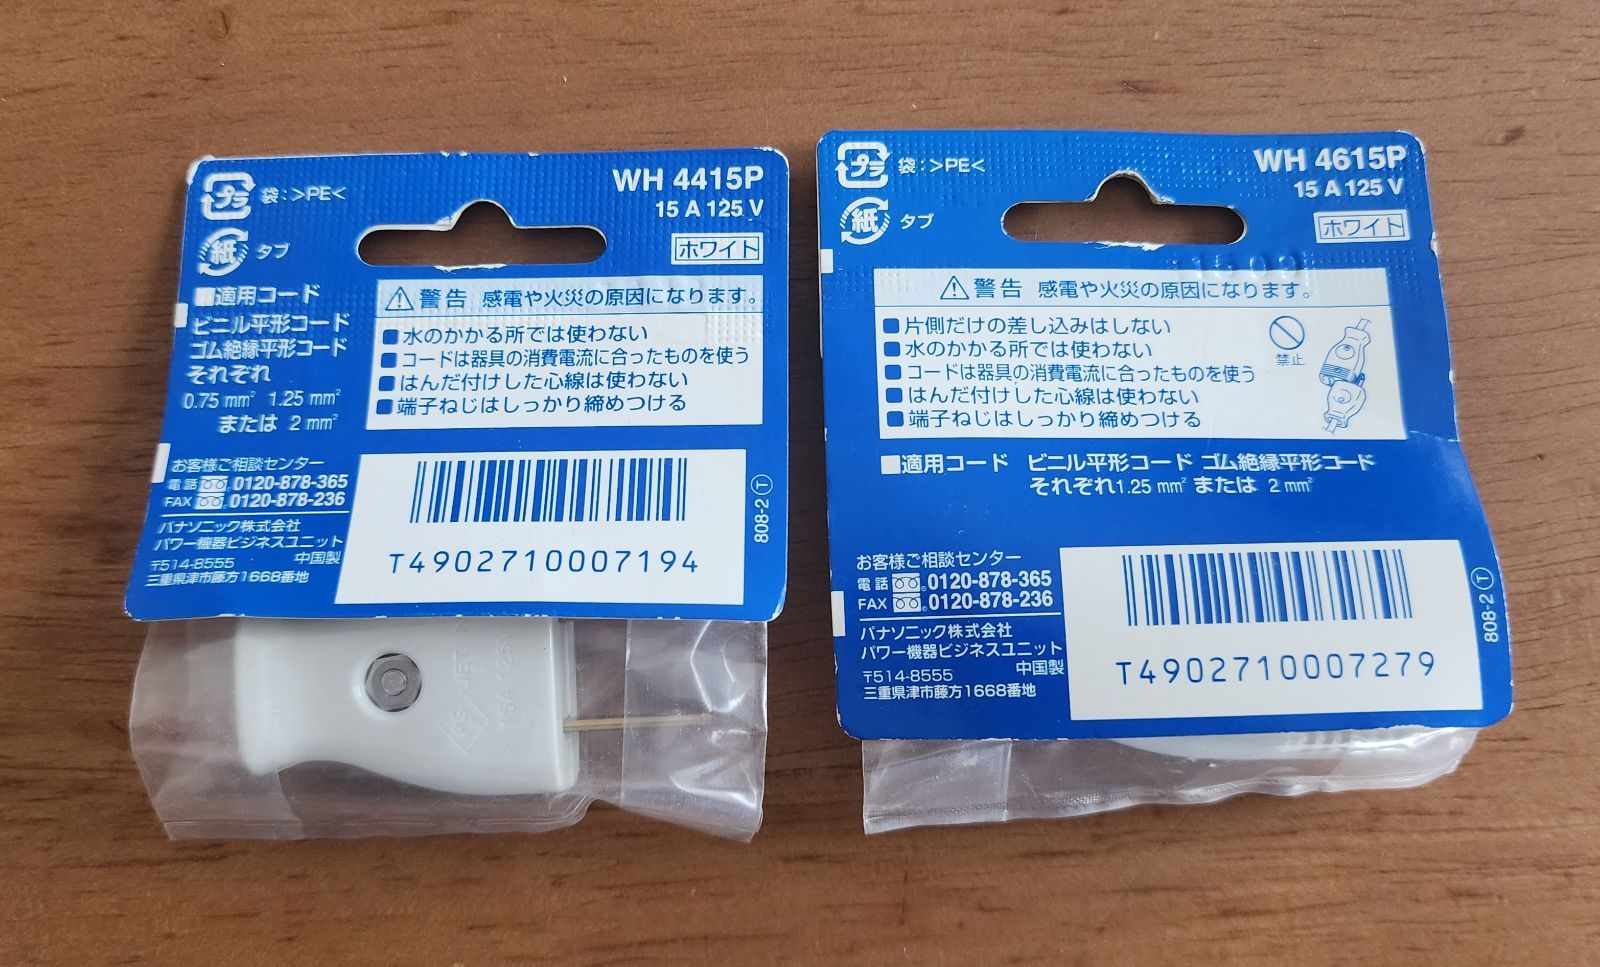 プラ 袋:>PE<
紙 タブ
WH 4415P
15 A 125 V
ホワイト
■適用コード
ビニル平形コード
ゴム絶縁平形コード
それぞれ
0.75 mm² 1.25 mm²
または 2 mm²
⚠警告 感電や火災の原因になります。
■水のかかる所では使わない
■コードは器具の消費電流に合ったものを使う
■はんだ付けした心線は使わない
■端子ねじはしっかり締めつける
お客様ご相談センター
電話 0120-878-365
FAX 0120-878-236
パナソニック株式会社
パワー機器ビジネスユニット
中国製
〒514-8555
三重県津市藤方1668番地
T4902710007194
808-2 Ⓣ
PS E JET
15A 125V
プラ 袋:>PE<
紙 タブ
WH 4615P
15 A 125 V
ホワイト
1509
⚠警告 感電や火災の原因になります。
■片側だけの差し込みはしない
■水のかかる所では使わない
■コードは器具の消費電流に合ったものを使う
■はんだ付けした心線は使わない
■端子ねじはしっかり締めつける
禁止
■適用コード ビニル平形コード ゴム絶縁平形コード
それぞれ1.25 mm² または 2 mm²
お客様ご相談センター
電話 0120-878-365
FAX 0120-878-236
パナソニック株式会社
パワー機器ビジネスユニット
中国製
〒514-8555
三重県津市藤方1668番地
T4902710007279
808-2 Ⓣ